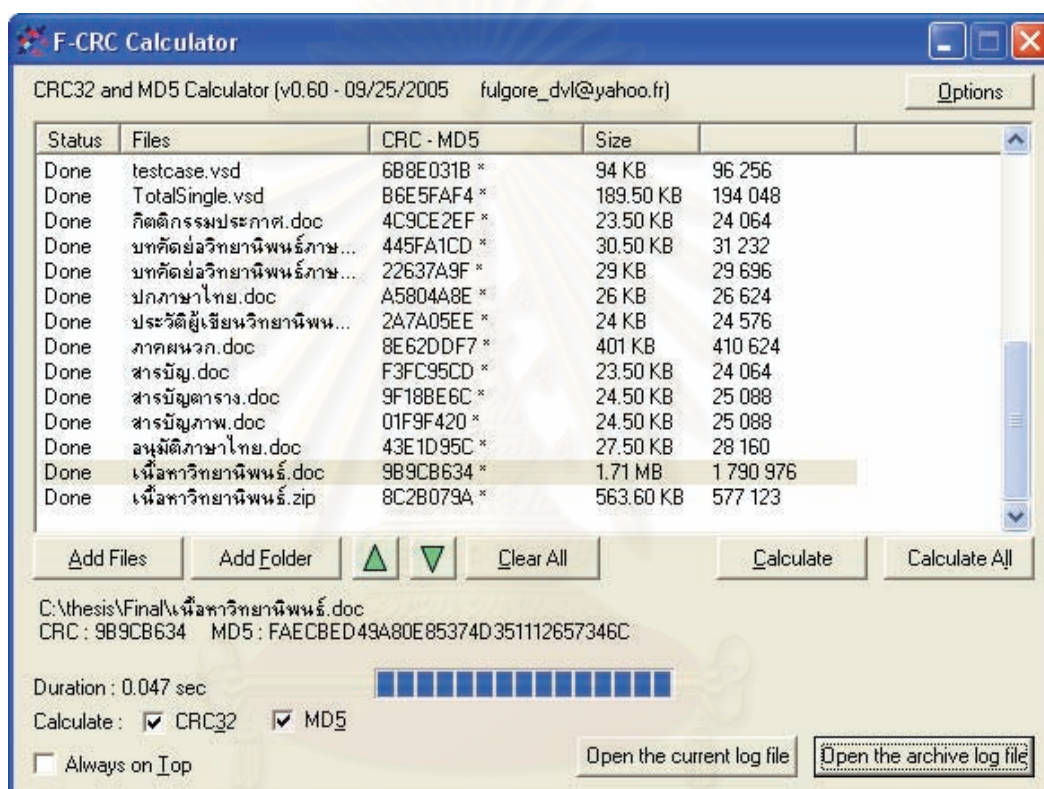 F-CRC Calculator
CRC32 and MD5 Calculator (v0.60 - 09/25/2005 fulgore_dvl@yahoo.fr)
Options
Status Files CRC - MD5 Size
Done testcase.vsd 6B8E031B * 94 KB 96 256
Done TotalSingle.vsd B6E5FAF4 * 189.50 KB 194 048
Done กิตติกรรมประกาศ.doc 4C9CE2EF * 23.50 KB 24 064
Done บทคัดย่อวิทยานิพนธ์ภาษ... 445FA1CD * 30.50 KB 31 232
Done บทคัดย่อวิทยานิพนธ์ภาษ... 22637A9F * 29 KB 29 696
Done ปกภาษาไทย.doc A5804A8E * 26 KB 26 624
Done ประวัติผู้เขียนวิทยานิพน... 2A7A05EE * 24 KB 24 576
Done ภาคผนวก.doc 8E62DDF7 * 401 KB 410 624
Done สารบัญ.doc F3FC95CD * 23.50 KB 24 064
Done สารบัญตาราง.doc 9F18BE6C * 24.50 KB 25 088
Done สารบัญภาพ.doc 01F9F420 * 24.50 KB 25 088
Done อนุมัติภาษาไทย.doc 43E1D95C * 27.50 KB 28 160
Done เนื้อหาวิทยานิพนธ์.doc 9B9CB634 * 1.71 MB 1 790 976
Done เนื้อหาวิทยานิพนธ์.zip 8C2B079A * 563.60 KB 577 123
Add Files Add Folder Clear All Calculate Calculate All
C:\thesis\Final\เนื้อหาวิทยานิพนธ์.doc
CRC : 9B9CB634 MD5 : FAECBED49A80E85374D351112657346C
Duration : 0.047 sec
Calculate : CRC32 MD5
Always on Top
Open the current log file Open the archive log file